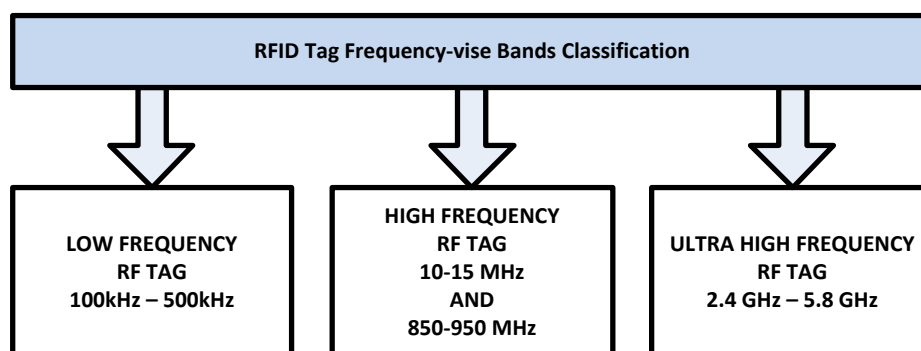 RFID Tag Frequency-vise Bands Classification
LOW FREQUENCY
RF TAG
100kHz – 500kHz
HIGH FREQUENCY
RF TAG
10-15 MHz
AND
850-950 MHz
ULTRA HIGH FREQUENCY
RF TAG
2.4 GHz – 5.8 GHz